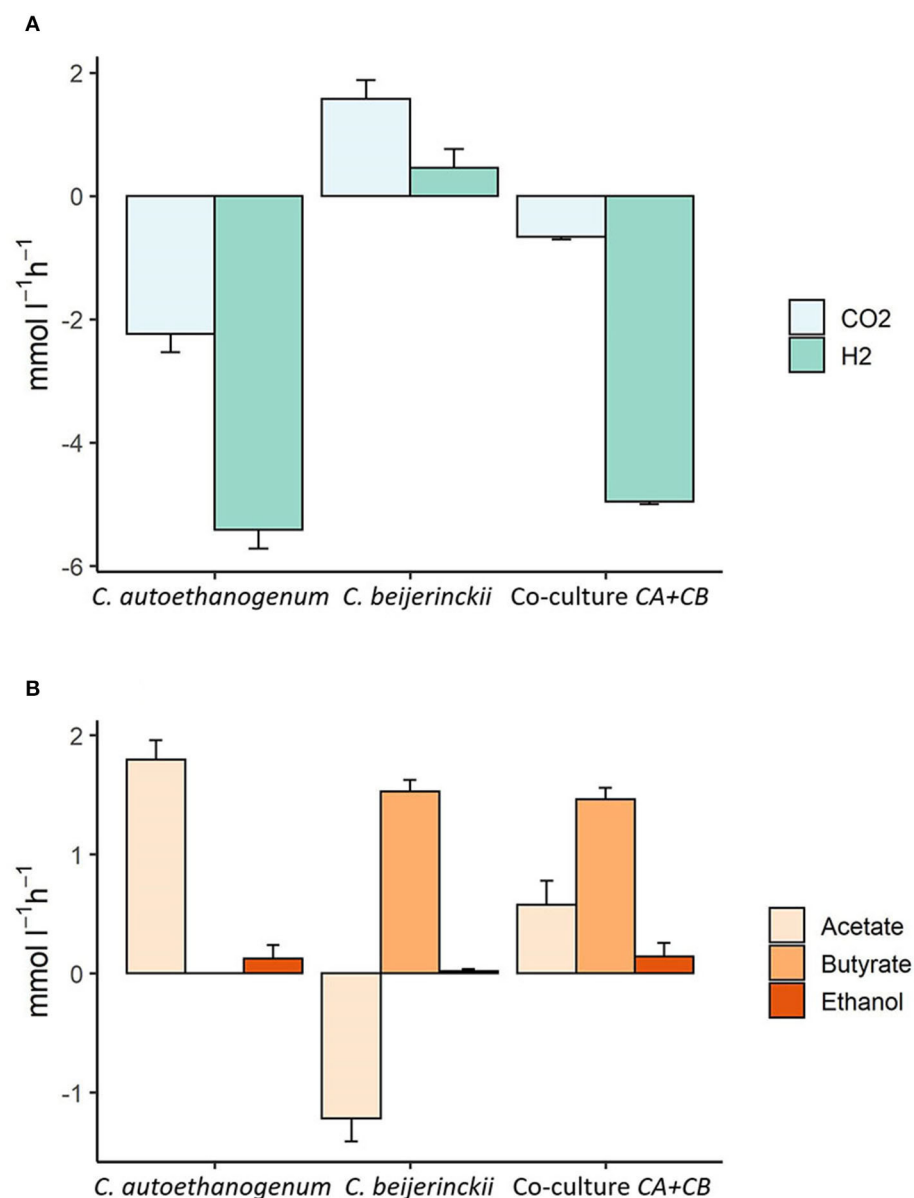 A
2
0
-2
-4
-6
mmol l⁻¹h⁻¹
C. autoethanogenum C. beijerinckii Co-culture CA+CB
CO2
H2
B
2
1
0
-1
mmol l⁻¹h⁻¹
C. autoethanogenum C. beijerinckii Co-culture CA+CB
Acetate
Butyrate
Ethanol